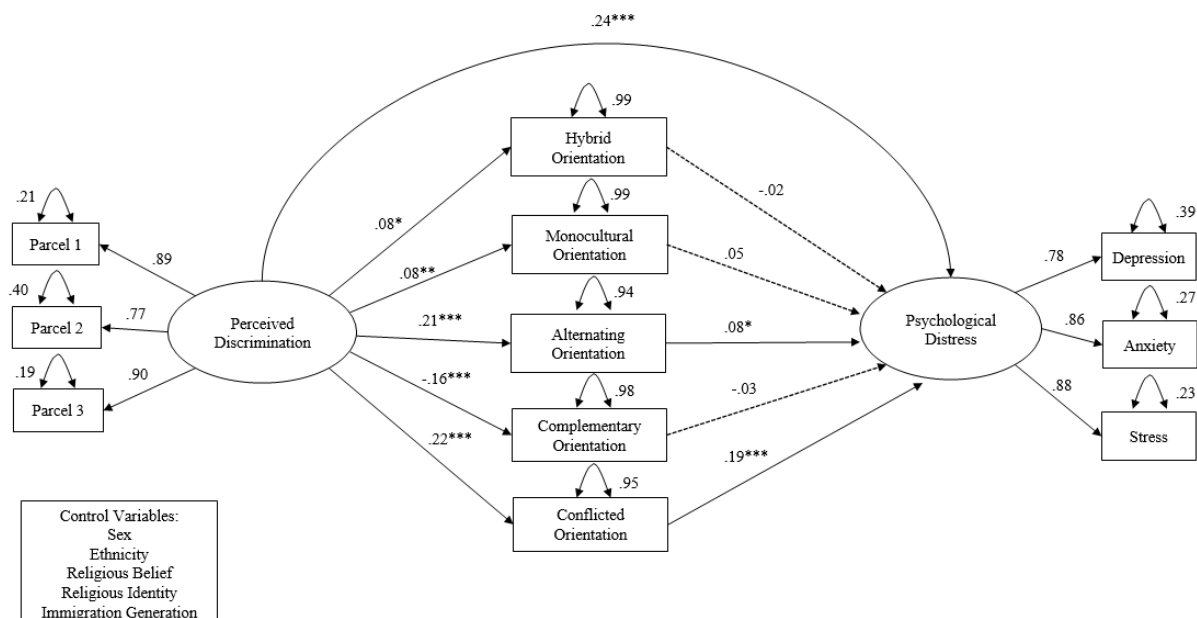 .24***
.99
Hybrid
Orientation
.21
-.02
.99
.39
Parcel 1
.08*
Monocultural
Orientation
Depression
.89
.05
.78
.40
.08**
.94
.27
Parcel 2
.77
Perceived
Discrimination
.21***
Alternating
Orientation
.08*
Psychological
Distress
.86
Anxiety
.19
.90
-.16***
.98
-.03
.88
.23
Parcel 3
Complementary
Orientation
Stress
.22***
.19***
.95
Conflicted
Orientation
Control Variables:
Sex
Ethnicity
Religious Belief
Religious Identity
Immigration Generation